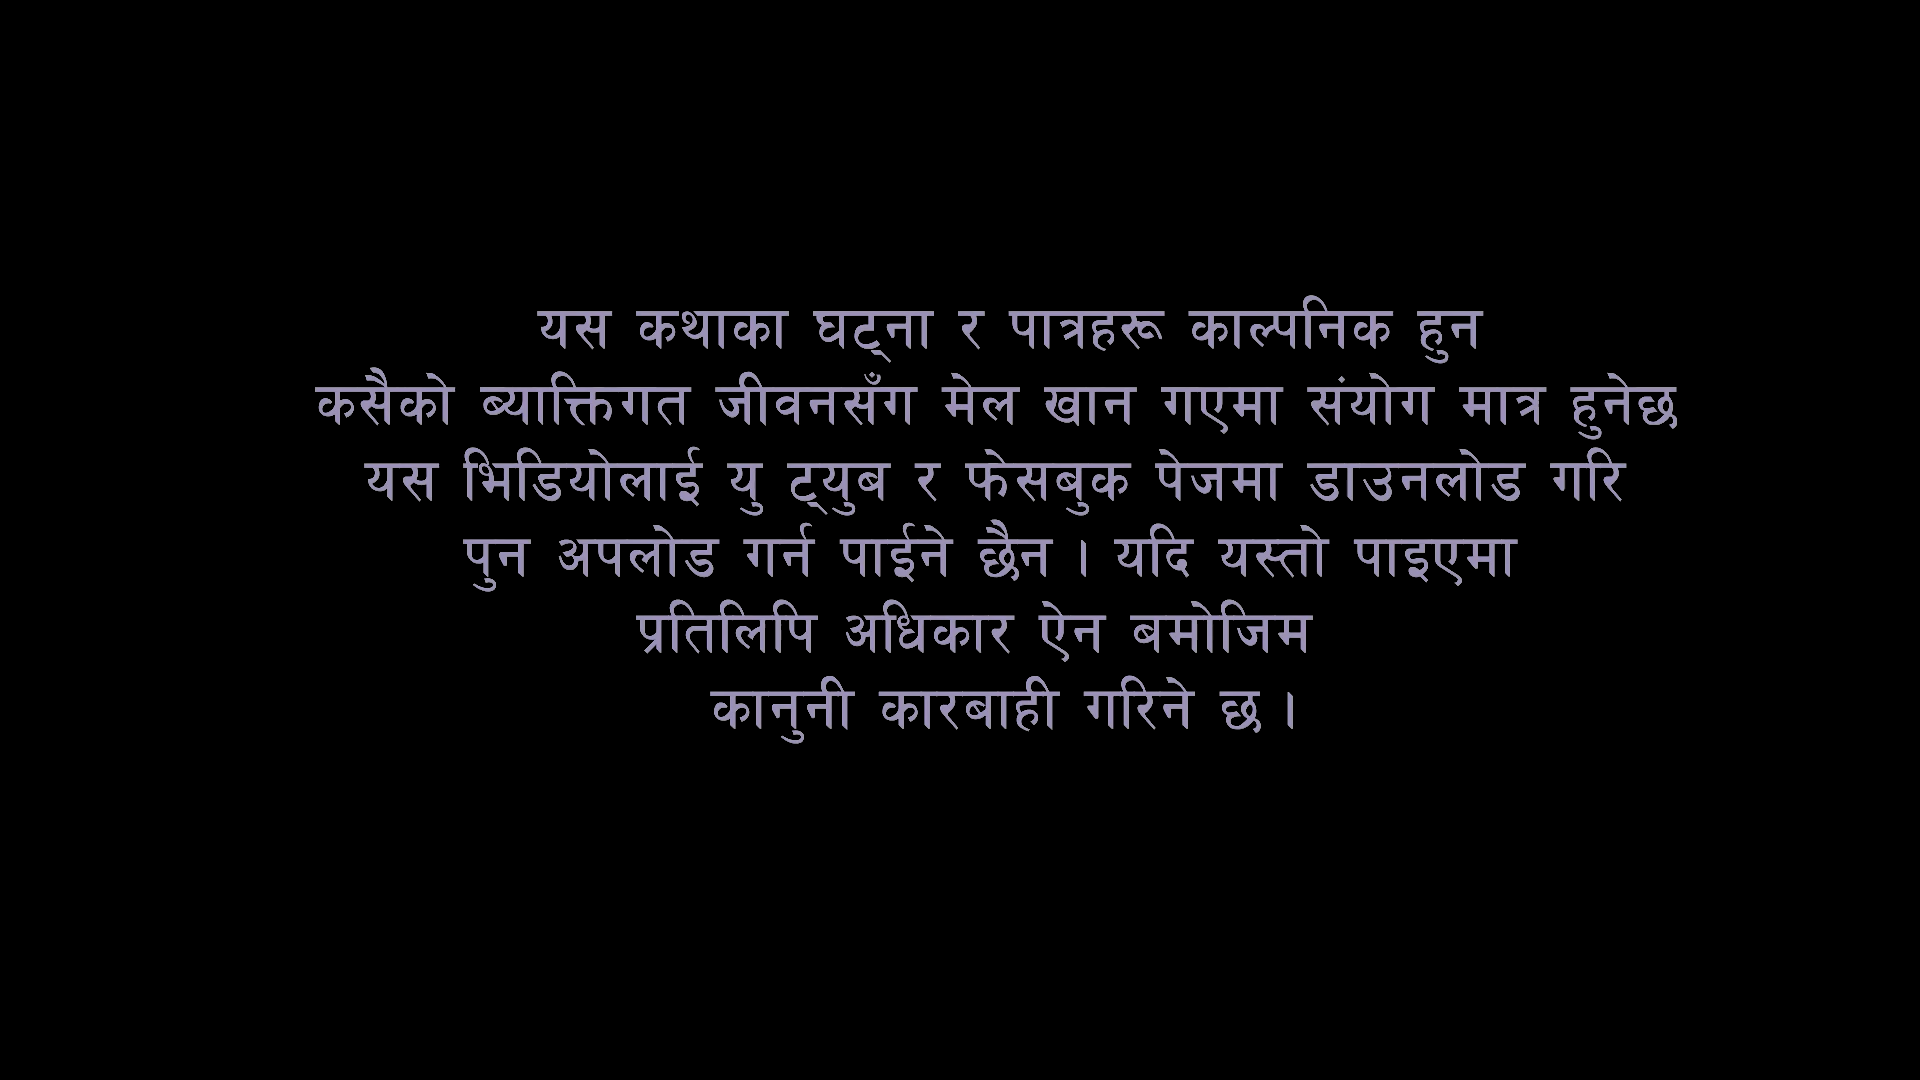 यस कथाका घट्ना र पात्रहरू काल्पनिक हुन
कसैको ब्याक्तिगत जीवनसँग मेल खान गएमा संयोग मात्र हुनेछ
यस भिडियोलाई यु ट्युब र फेसबुक पेजमा डाउनलोड गरि
पुन अपलोड गर्न पाईने छैन । यदि यस्तो पाइएमा
प्रतिलिपि अधिकार ऐन बमोजिम
कानुनी कारबाही गरिने छ ।